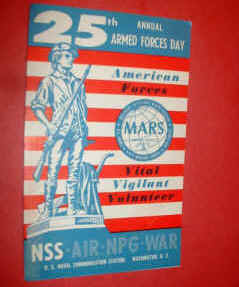 25th
ANNUAL
ARMED FORCES DAY
American
Forces
MARS
Vital
Vigilant
Volunteer
NSS-AIR-NPG-WAR
U. S. NAVAL COMMUNICATION STATION WASHINGTON, D. C.